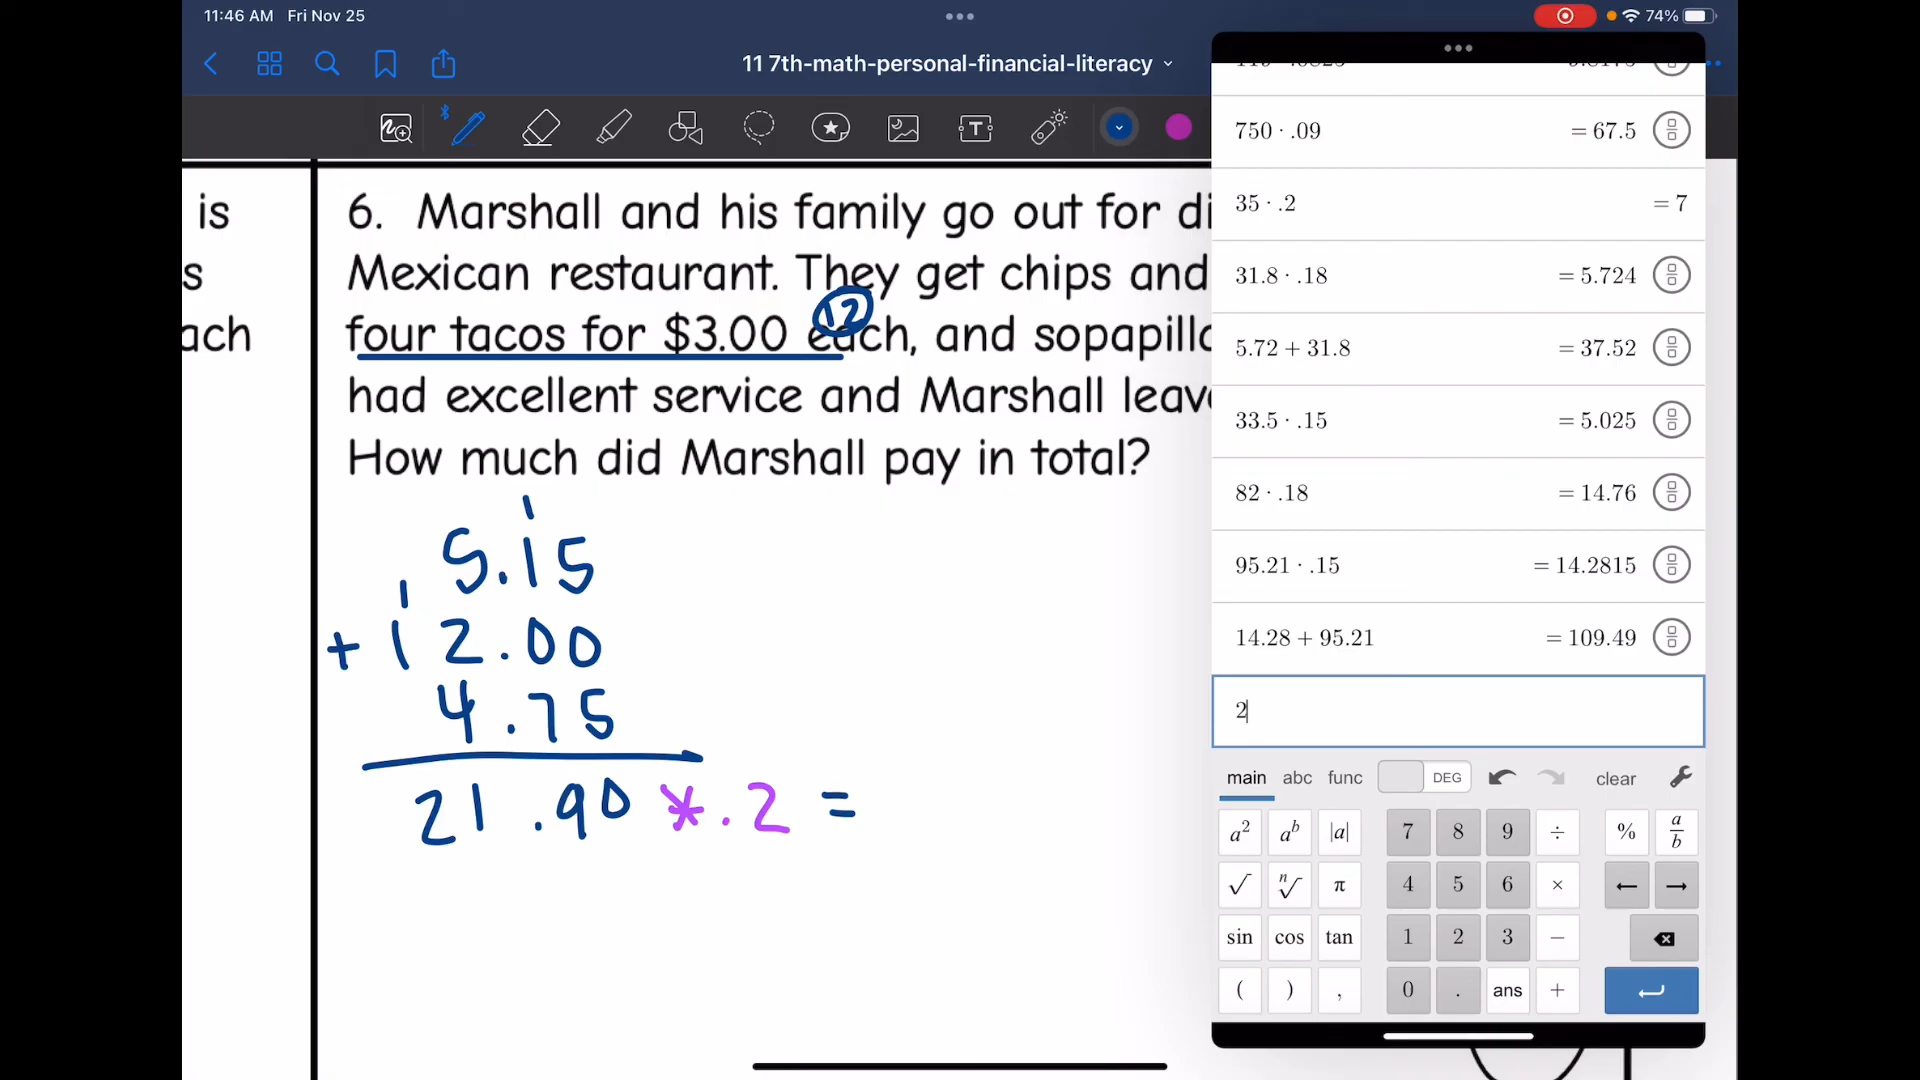 11:46 AM Fri Nov 25
74%
11 7th-math-personal-financial-literacy
T
is
s
ach
6. Marshall and his family go out for di
Mexican restaurant. They get chips and
12
four tacos for $3.00 each, and sopapilla
had excellent service and Marshall leav
How much did Marshall pay in total?
1
5.15
1
+ 12.00
4.75
21.90 * .2 =
750 · .09 = 67.5
35 · .2 = 7
31.8 · .18 = 5.724
5.72 + 31.8 = 37.52
33.5 · .15 = 5.025
82 · .18 = 14.76
95.21 · .15 = 14.2815
14.28 + 95.21 = 109.49
2
main abc func DEG clear
a² aᵇ |a| 7 8 9 ÷ % a/b
√ ⁿ√ π 4 5 6 × ← →
sin cos tan 1 2 3 −
( ) , 0 . ans +